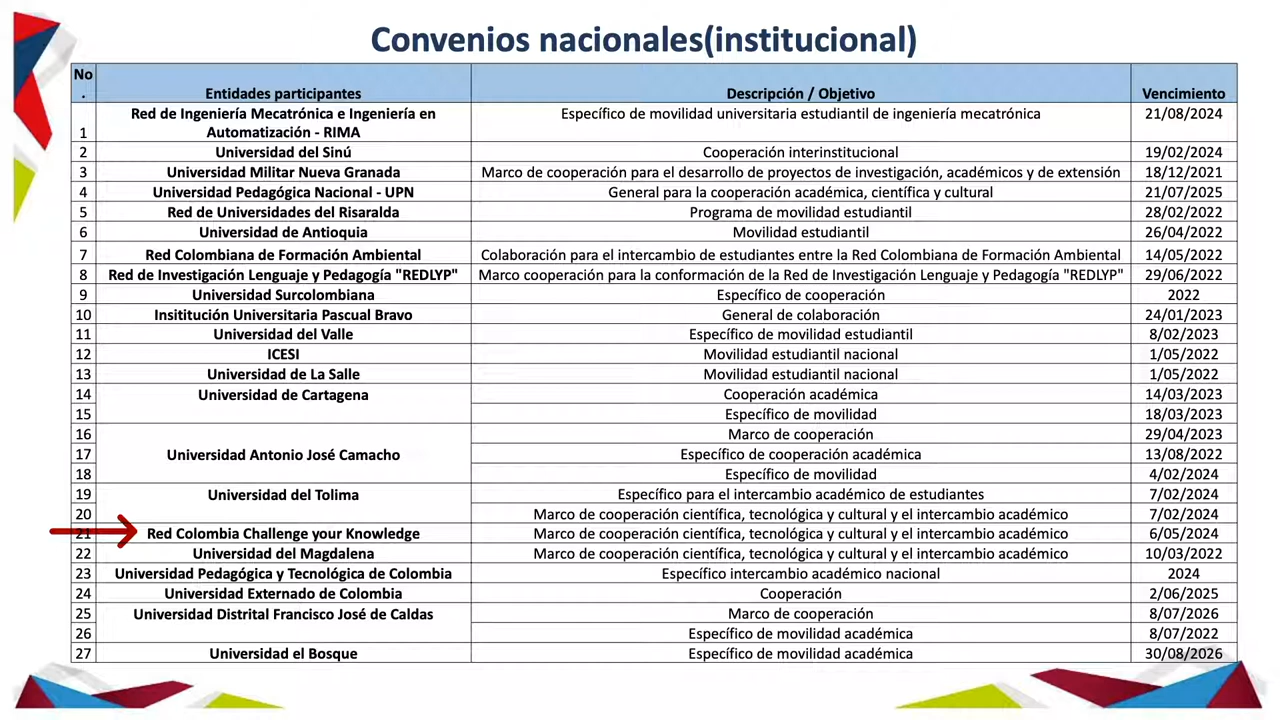 Convenios nacionales(institucional)
No
. Entidades participantes Descripción / Objetivo Vencimiento
Red de Ingeniería Mecatrónica e Ingeniería en Específico de movilidad universitaria estudiantil de ingeniería mecatrónica 21/08/2024
1 Automatización - RIMA
2 Universidad del Sinú Cooperación interinstitucional 19/02/2024
3 Universidad Militar Nueva Granada Marco de cooperación para el desarrollo de proyectos de investigación, académicos y de extensión 18/12/2021
4 Universidad Pedagógica Nacional - UPN General para la cooperación académica, científica y cultural 21/07/2025
5 Red de Universidades del Risaralda Programa de movilidad estudiantil 28/02/2022
6 Universidad de Antioquia Movilidad estudiantil 26/04/2022
7 Red Colombiana de Formación Ambiental Colaboración para el intercambio de estudiantes entre la Red Colombiana de Formación Ambiental 14/05/2022
8 Red de Investigación Lenguaje y Pedagogía "REDLYP" Marco cooperación para la conformación de la Red de Investigación Lenguaje y Pedagogía "REDLYP" 29/06/2022
9 Universidad Surcolombiana Específico de cooperación 2022
10 Insititución Universitaria Pascual Bravo General de colaboración 24/01/2023
11 Universidad del Valle Específico de movilidad estudiantil 8/02/2023
12 ICESI Movilidad estudiantil nacional 1/05/2022
13 Universidad de La Salle Movilidad estudiantil nacional 1/05/2022
14 Universidad de Cartagena Cooperación académica 14/03/2023
15 Específico de movilidad 18/03/2023
16 Marco de cooperación 29/04/2023
17 Universidad Antonio José Camacho Específico de cooperación académica 13/08/2022
18 Específico de movilidad 4/02/2024
19 Universidad del Tolima Específico para el intercambio académico de estudiantes 7/02/2024
20 Marco de cooperación científica, tecnológica y cultural y el intercambio académico 7/02/2024
21 Red Colombia Challenge your Knowledge Marco de cooperación científica, tecnológica y cultural y el intercambio académico 6/05/2024
22 Universidad del Magdalena Marco de cooperación científica, tecnológica y cultural y el intercambio académico 10/03/2022
23 Universidad Pedagógica y Tecnológica de Colombia Específico intercambio académico nacional 2024
24 Universidad Externado de Colombia Cooperación 2/06/2025
25 Universidad Distrital Francisco José de Caldas Marco de cooperación 8/07/2026
26 Específico de movilidad académica 8/07/2022
27 Universidad el Bosque Específico de movilidad académica 30/08/2026